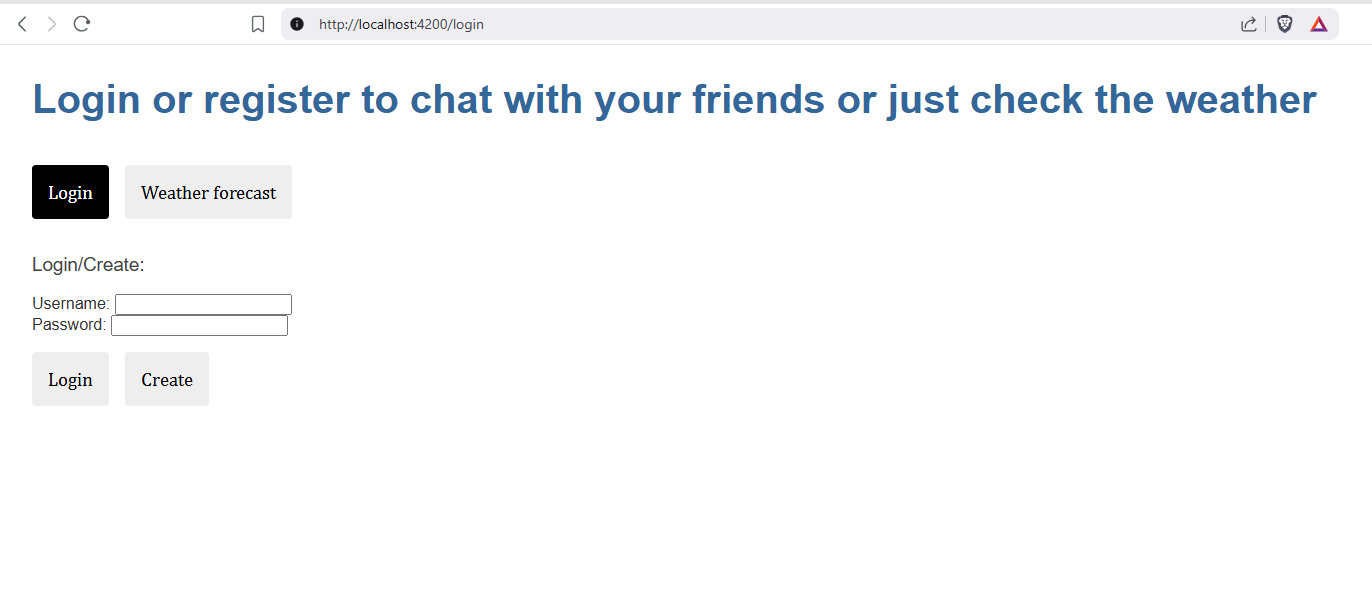 http://localhost:4200/login
Login or register to chat with your friends or just check the weather
Login Weather forecast
Login/Create:
Username:
Password:
Login Create